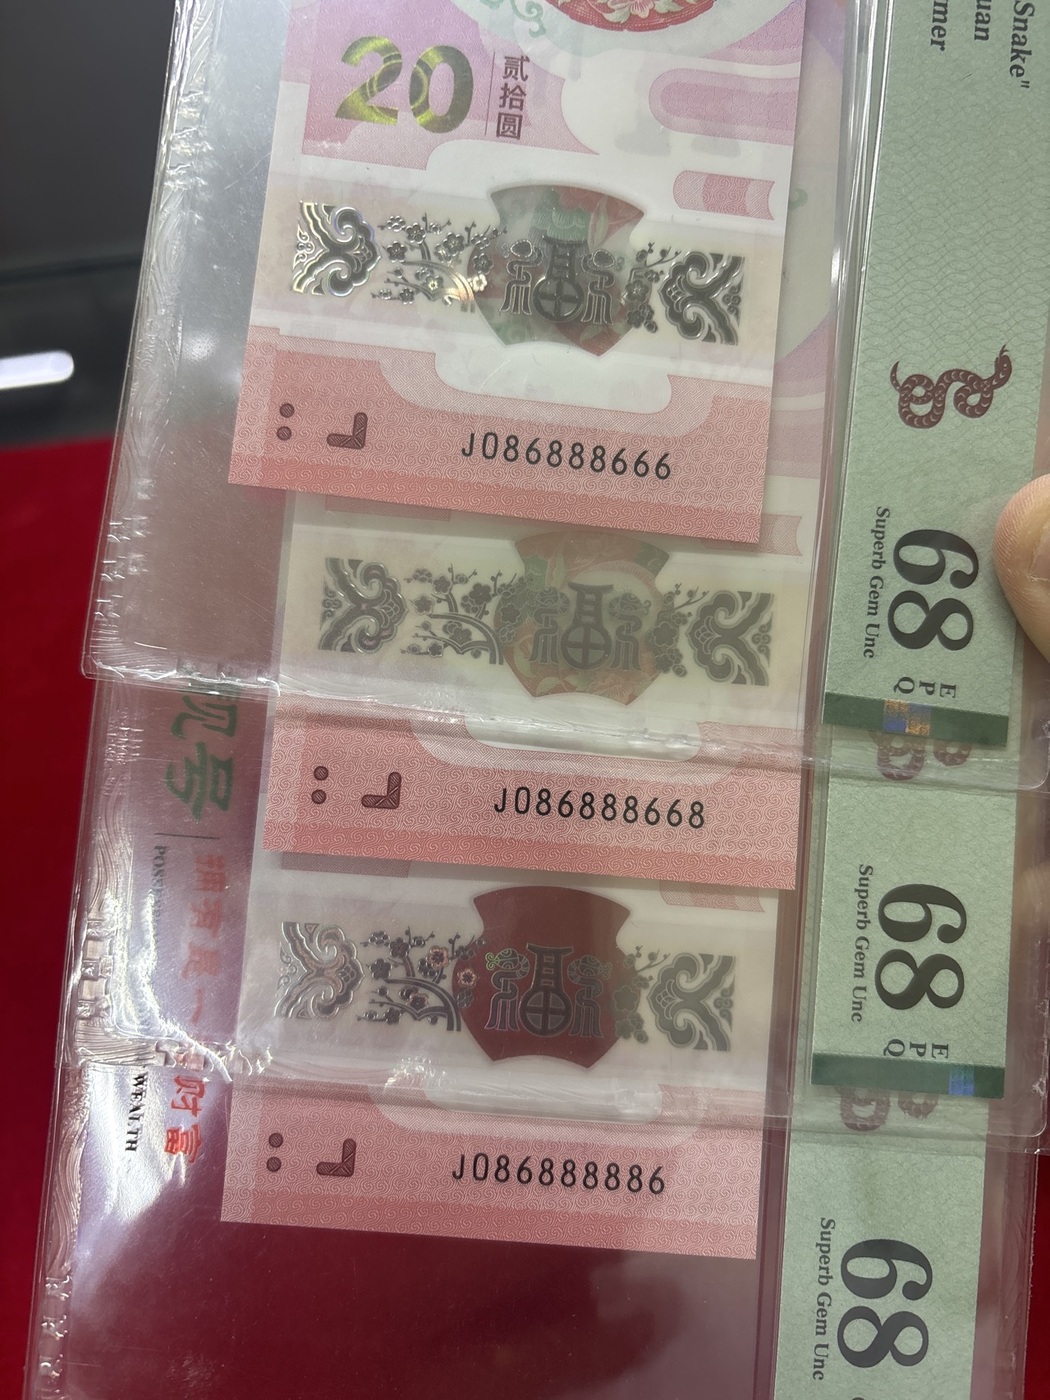 Snake"
uan
mer
20
贰拾圆
J086888666
68
Superb Gem Unc
EPQ
J086888668
68
Superb Gem Unc
EPQ
J086888886
68
Superb Gem Unc
号
财富
WEALTH